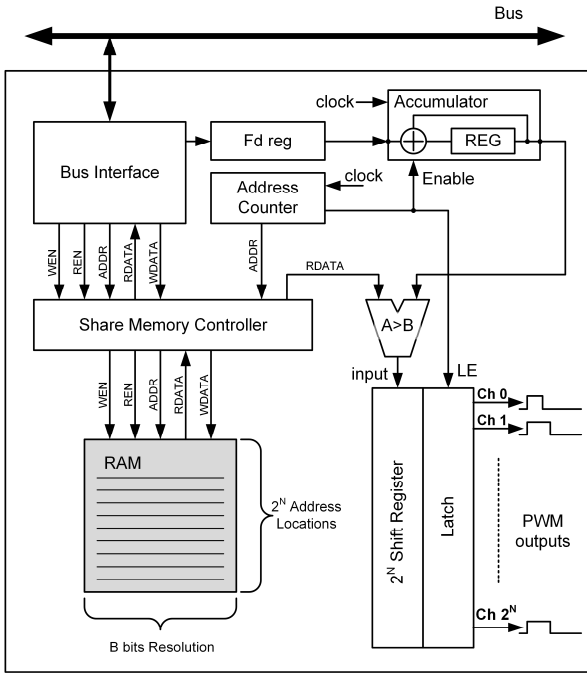 Bus
clock
Accumulator
Bus Interface
Fd reg
REG
Address
Counter
clock
Enable
WEN
REN
ADDR
RDATA
WDATA
ADDR
RDATA
Share Memory Controller
A>B
input
LE
WEN
REN
ADDR
RDATA
WDATA
Ch 0
Ch 1
RAM
2^N Address
Locations
2^N Shift Register
Latch
PWM
outputs
Ch 2^N
B bits Resolution